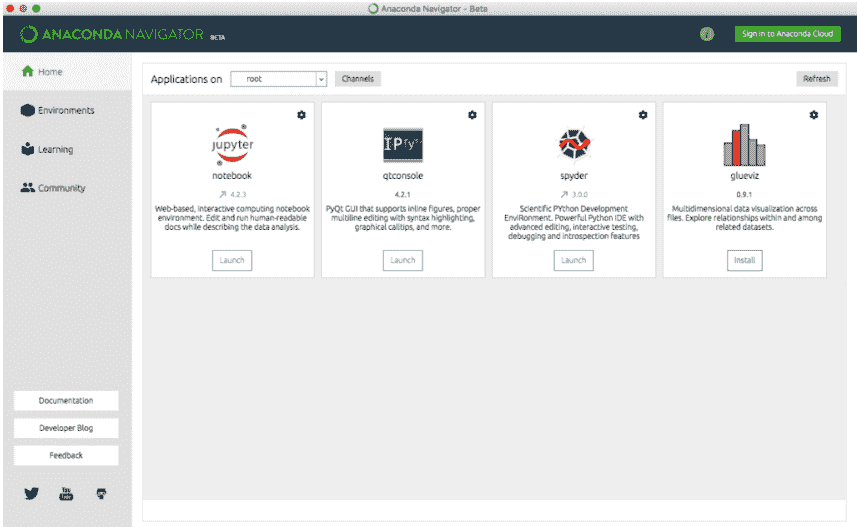 Anaconda Navigator - Beta
ANACONDA NAVIGATOR BETA
Sign in to Anaconda Cloud
Home
Environments
Learning
Community
Documentation
Developer Blog
Feedback
You Tube
Applications on root Channels Refresh
jupyter
notebook
4.2.3
Web-based, interactive computing notebook
environment. Edit and run human-readable
docs while describing the data analysis.
Launch
IP[y]:
qtconsole
4.2.1
PyQt GUI that supports inline figures, proper
multiline editing with syntax highlighting,
graphical calltips, and more.
Launch
spyder
3.0.0
Scientific PYthon Development
EnviRonment. Powerful Python IDE with
advanced editing, interactive testing,
debugging and introspection features
Launch
glueviz
0.9.1
Multidimensional data visualization across
files. Explore relationships within and among
related datasets.
Install